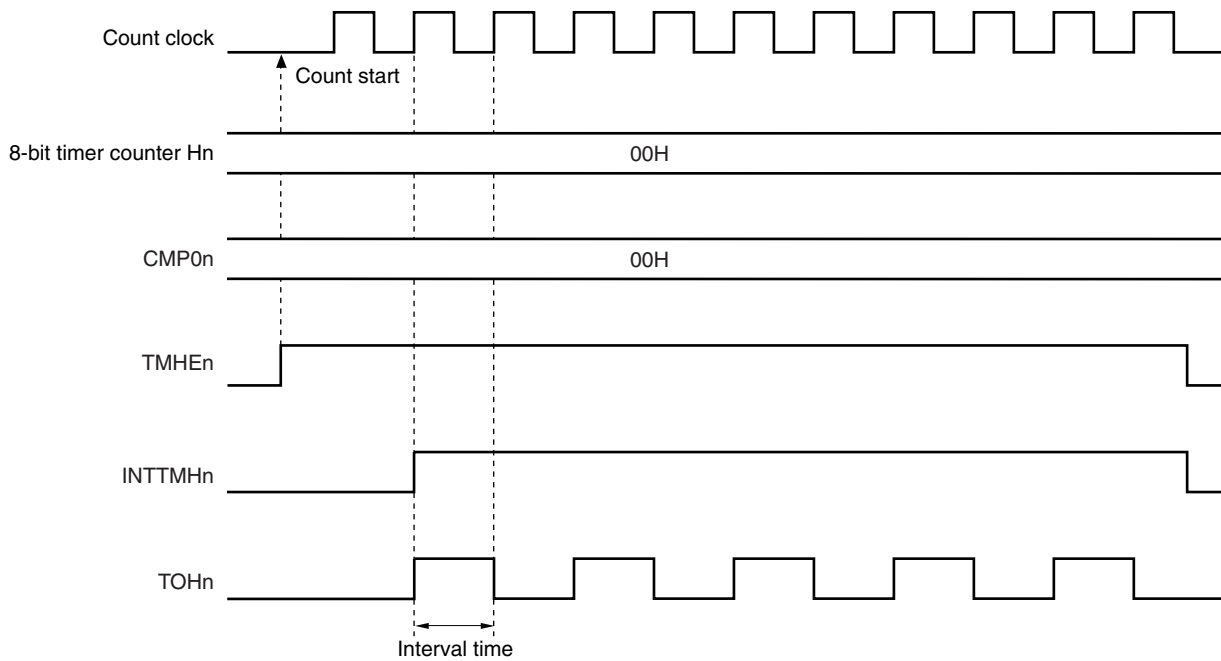 Count clock
Count start
8-bit timer counter Hn
00H
CMP0n
00H
TMHEn
INTTMHn
TOHn
Interval time